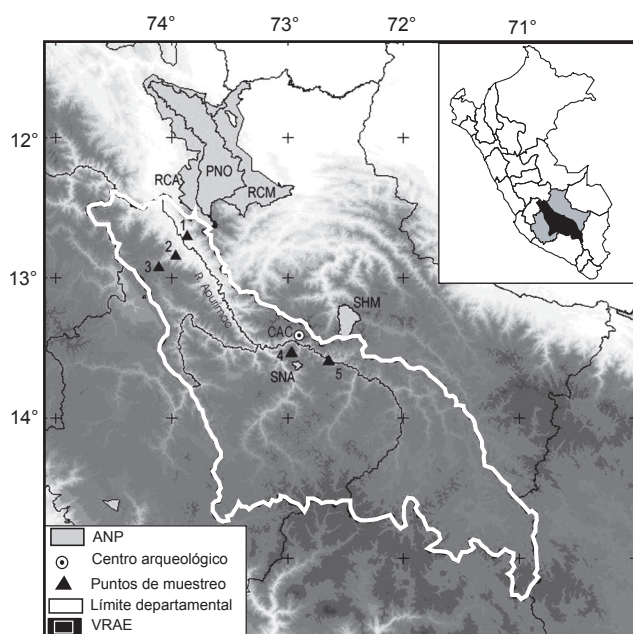 74° 73° 72° 71°
12°
13°
14°
RCA
PNO
RCM
1
2
3
R. Apurimac
SHM
CAC
4
SNA
5
ANP
Centro arqueológico
Puntos de muestreo
Límite departamental
VRAE